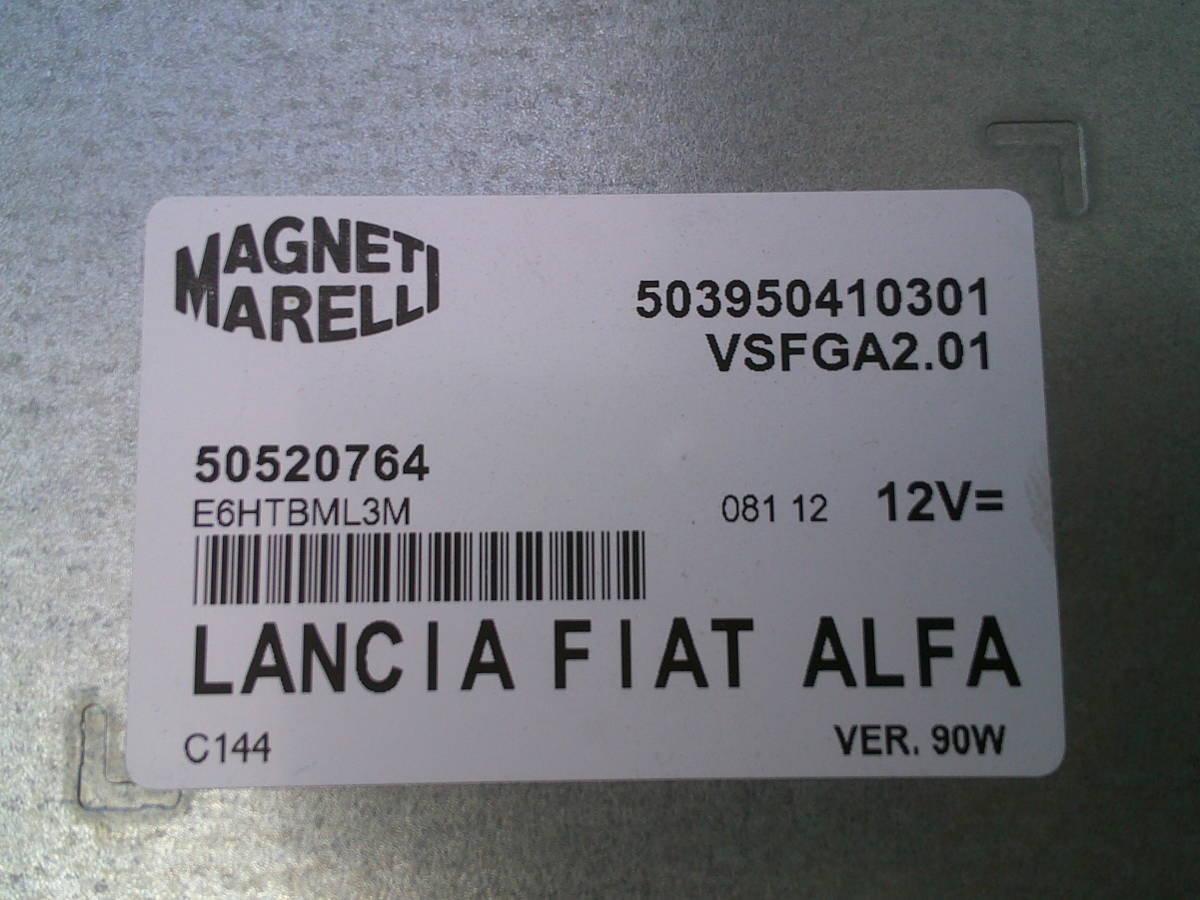 MAGNETI
MARELLI
503950410301
VSFGA2.01
50520764
E6HTBML3M
081 12 12V=
LANCIA FIAT ALFA
C144 VER. 90W